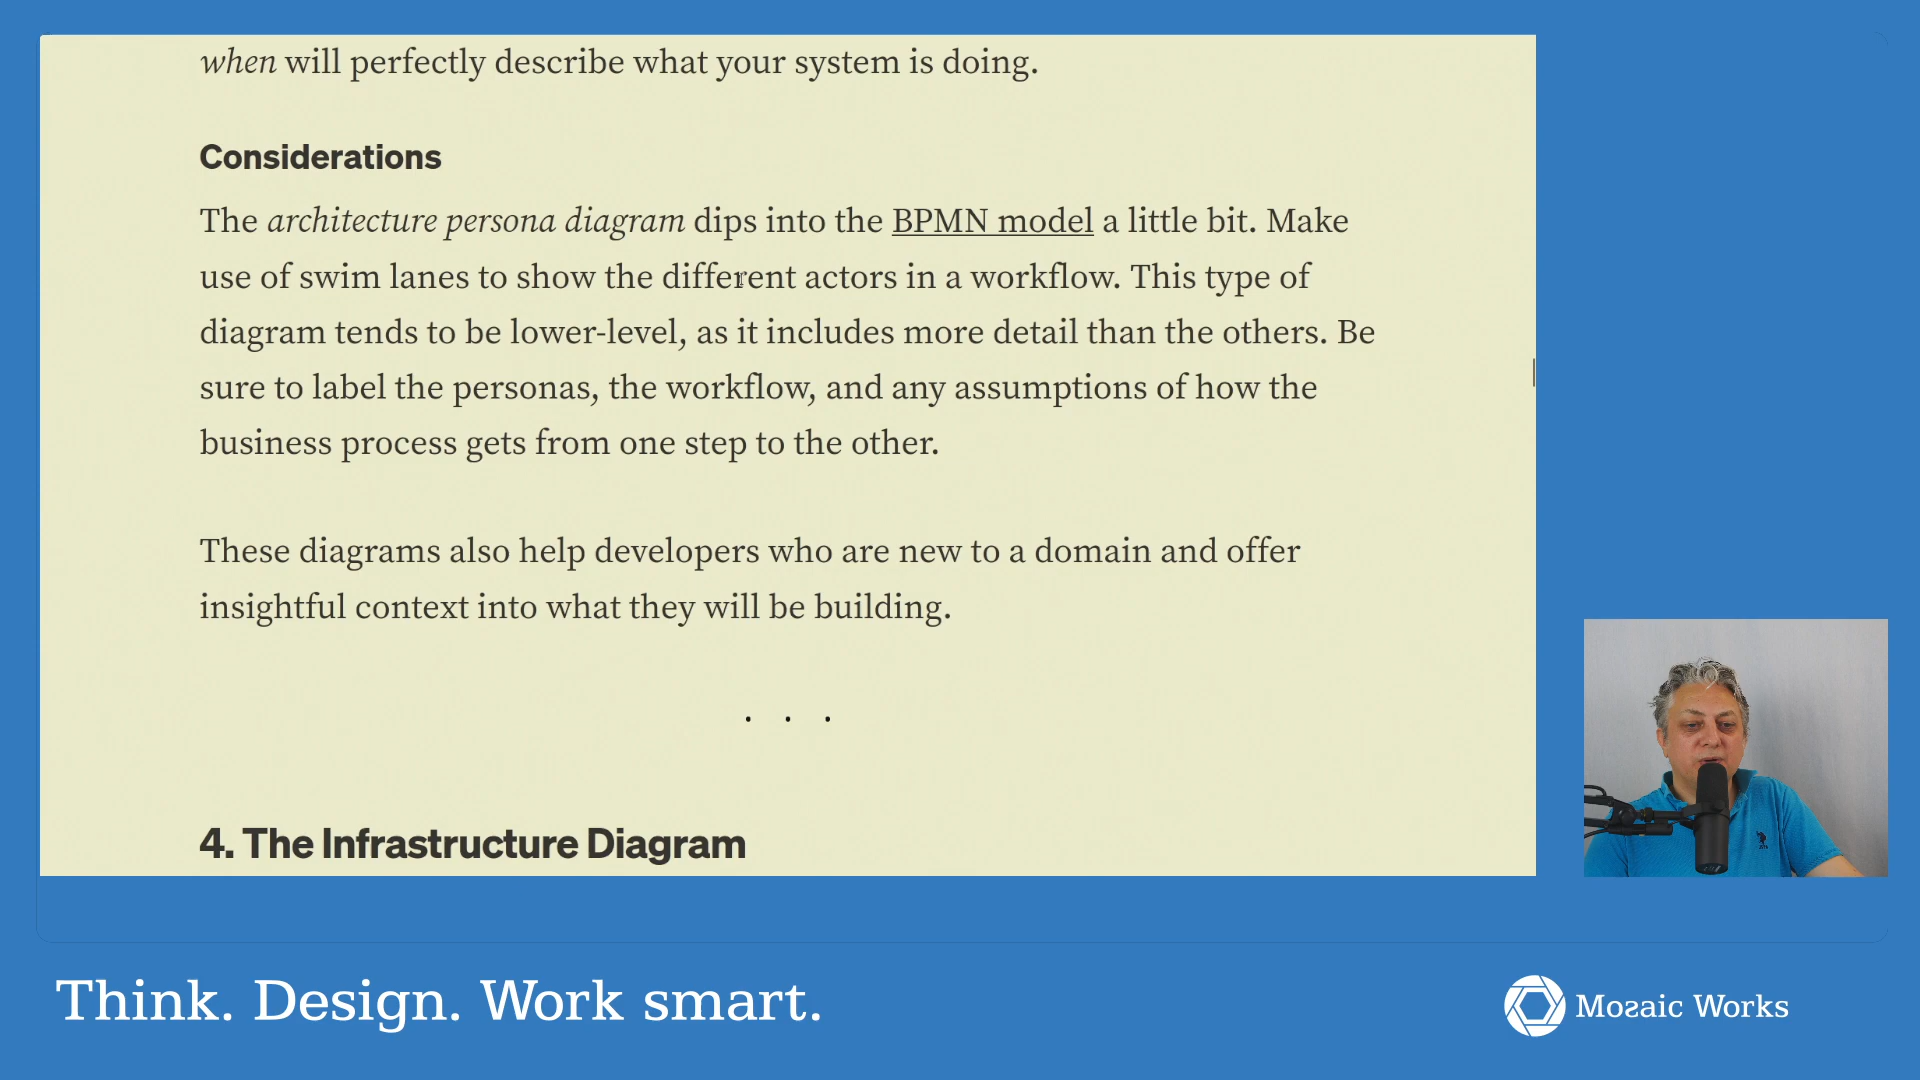 when will perfectly describe what your system is doing.
Considerations
The architecture persona diagram dips into the BPMN model a little bit. Make
use of swim lanes to show the different actors in a workflow. This type of
diagram tends to be lower-level, as it includes more detail than the others. Be
sure to label the personas, the workflow, and any assumptions of how the
business process gets from one step to the other.
These diagrams also help developers who are new to a domain and offer
insightful context into what they will be building.
. . .
4. The Infrastructure Diagram
Think. Design. Work smart.
Mozaic Works